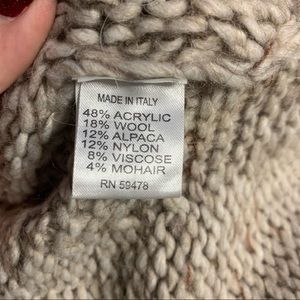 MADE IN ITALY
48% ACRYLIC
18% WOOL
12% ALPACA
12% NYLON
8% VISCOSE
4% MOHAIR
RN 59478